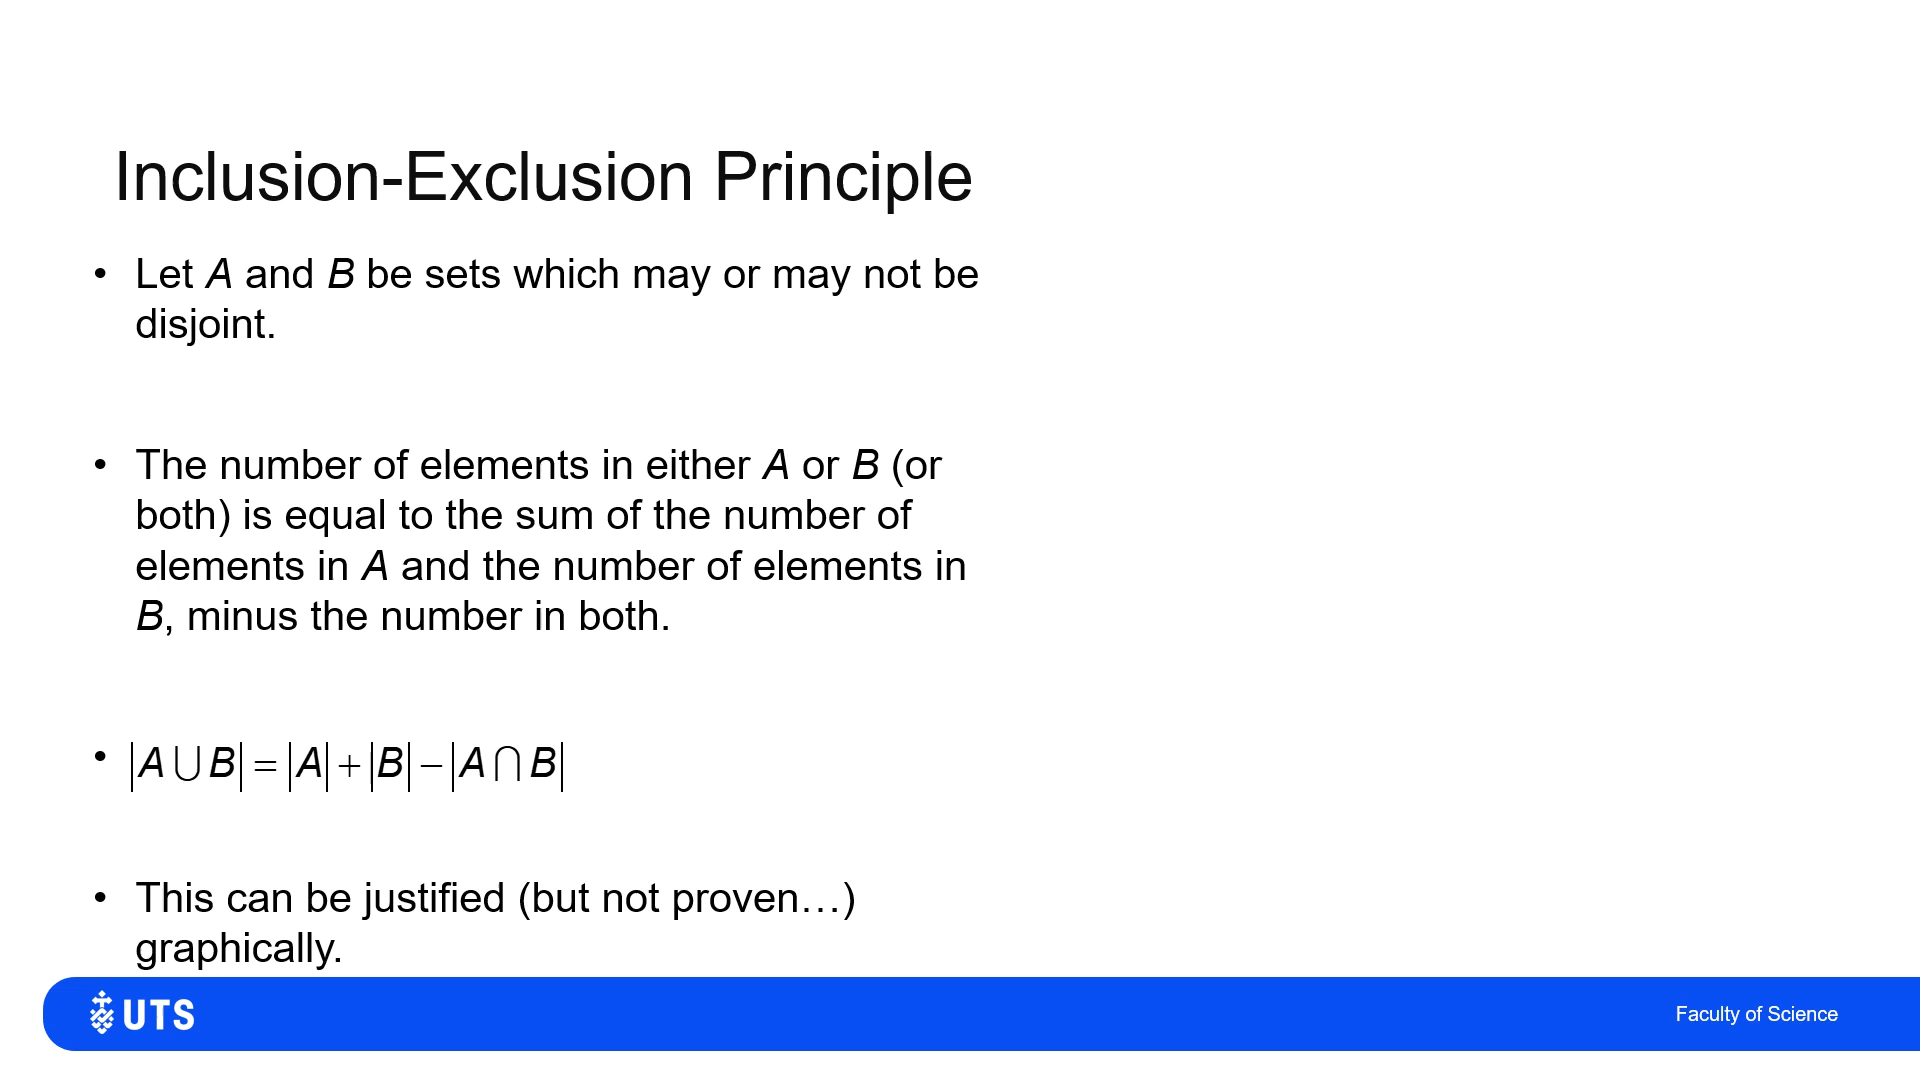 Inclusion-Exclusion Principle
• Let A and B be sets which may or may not be
disjoint.
• The number of elements in either A or B (or
both) is equal to the sum of the number of
elements in A and the number of elements in
B, minus the number in both.
• |A⋃B| = |A| + |B| − |A⋂B|
• This can be justified (but not proven…)
graphically.
UTS
Faculty of Science